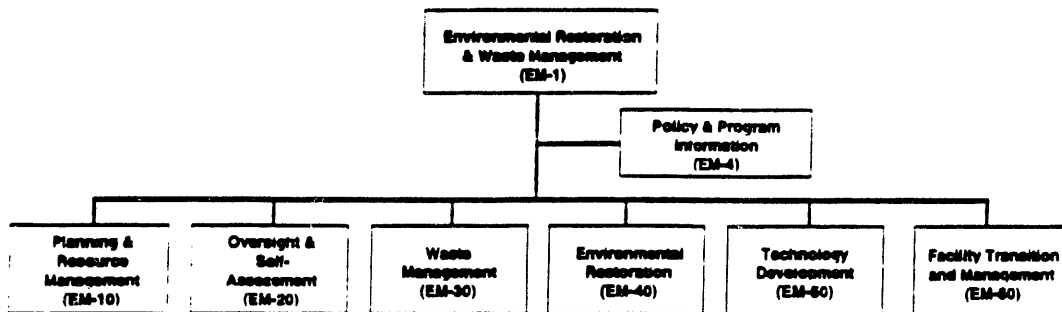 Environmental Restoration
& Waste Management
(EM-1)
Policy & Program
Information
(EM-4)
Planning &
Resource
Management
(EM-10)
Oversight &
Self-
Assessment
(EM-20)
Waste
Management
(EM-30)
Environmental
Restoration
(EM-40)
Technology
Development
(EM-50)
Facility Transition
and Management
(EM-60)